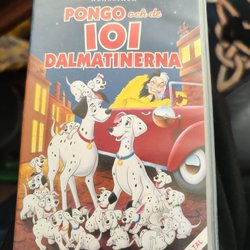 PONGO och de
101
DALMATINERNA